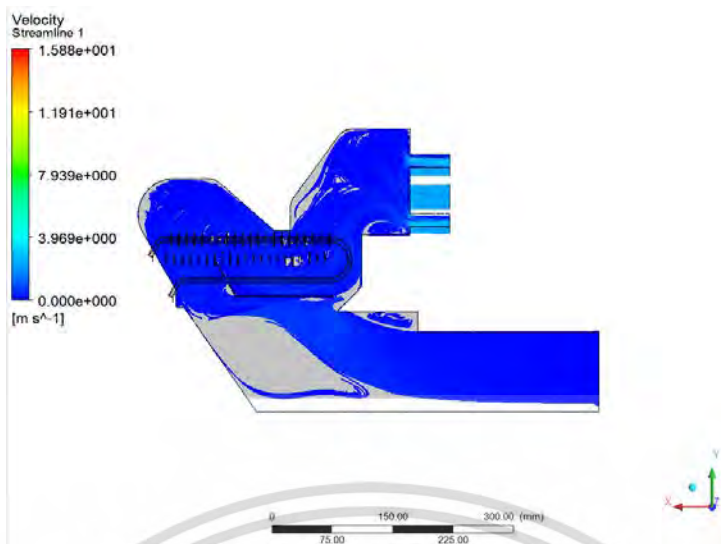 Velocity
Streamline 1
1.588e+001
1.191e+001
7.939e+000
3.969e+000
0.000e+000
[m s^-1]
Y
X
Z
0 150.00 300.00 (mm)
75.00 225.00